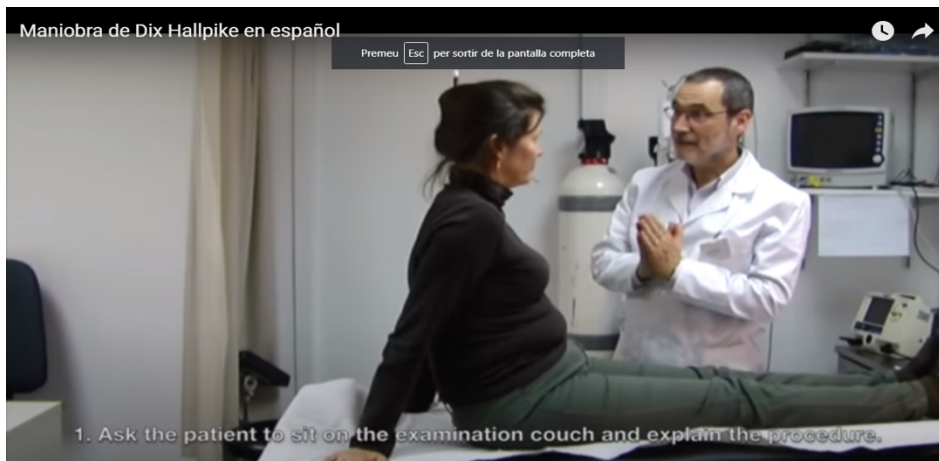 Maniobra de Dix Hallpike en español
Premeu Esc per sortir de la pantalla completa
1. Ask the patient to sit on the examination couch and explain the procedure.